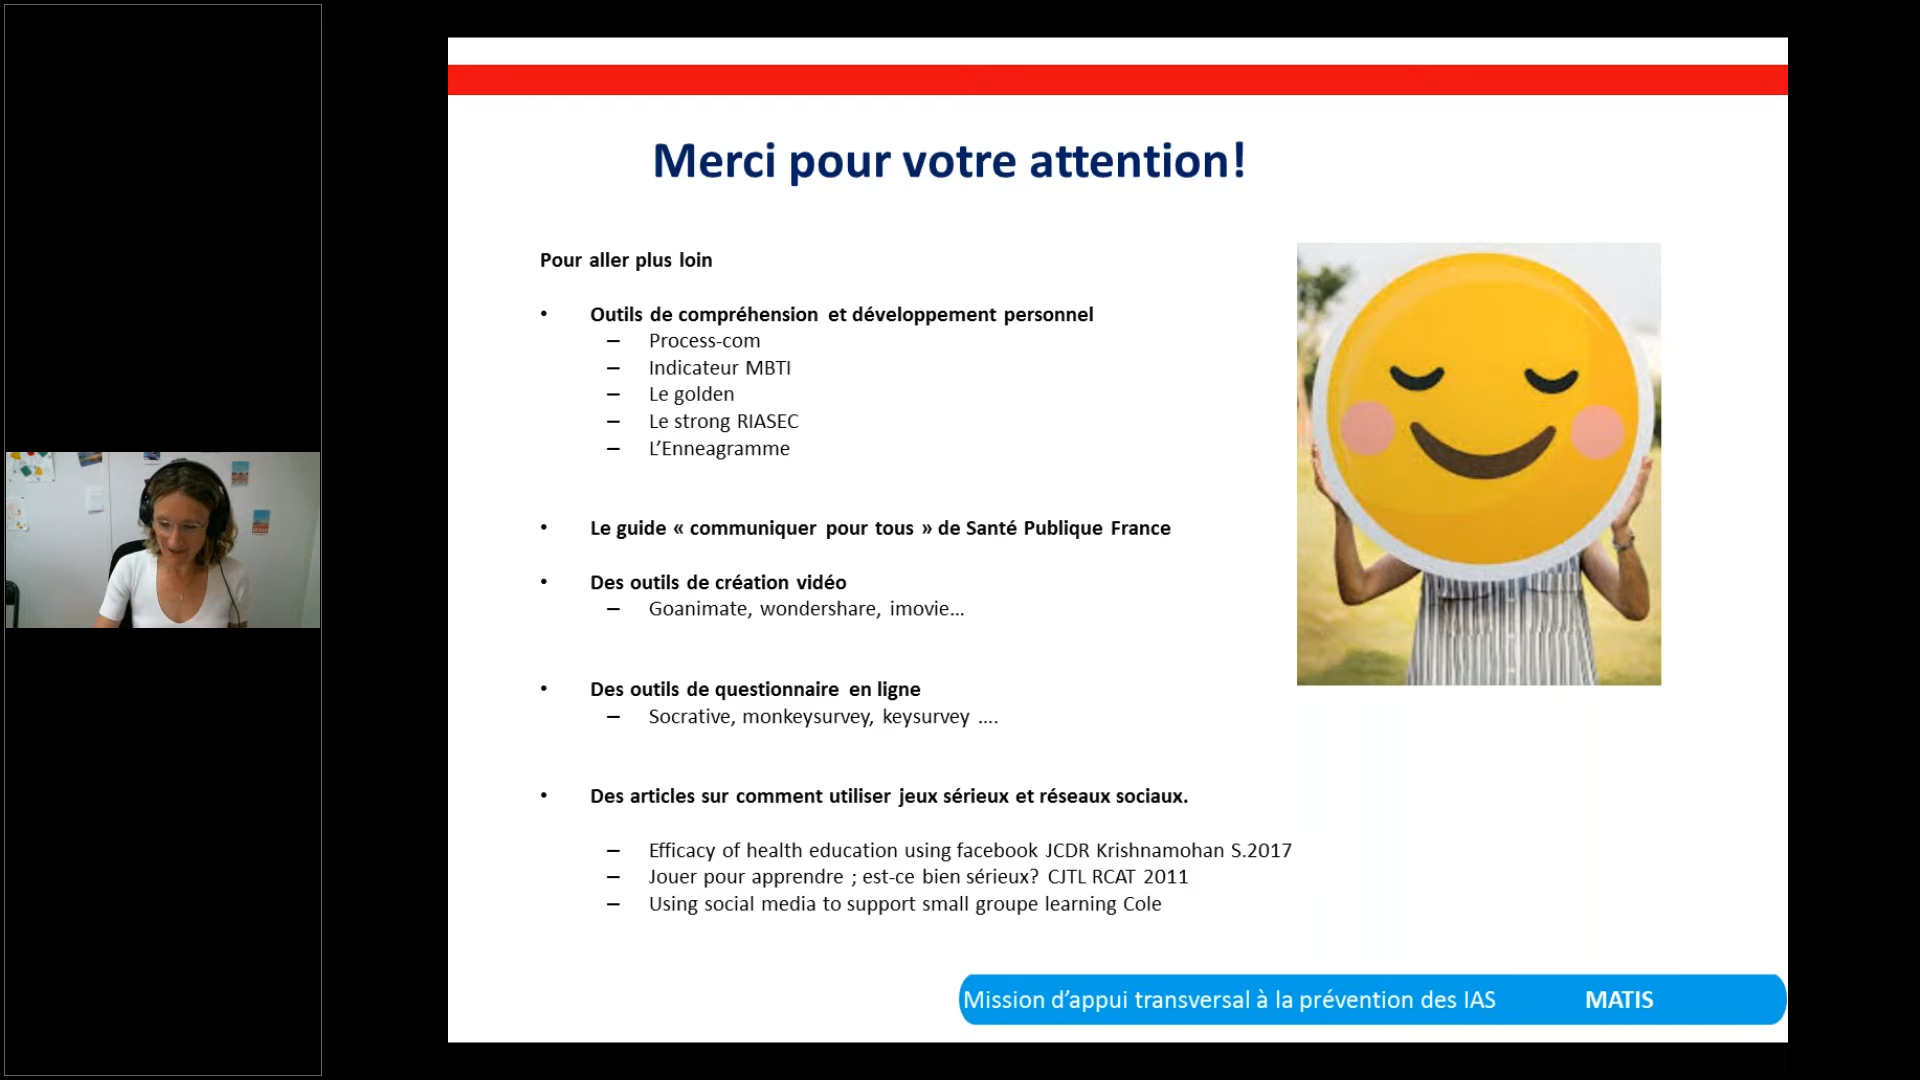 Merci pour votre attention!
Pour aller plus loin
• Outils de compréhension et développement personnel
– Process-com
– Indicateur MBTI
– Le golden
– Le strong RIASEC
– L’Enneagramme
• Le guide « communiquer pour tous » de Santé Publique France
• Des outils de création vidéo
– Goanimate, wondershare, imovie...
• Des outils de questionnaire en ligne
– Socrative, monkeysurvey, keysurvey ....
• Des articles sur comment utiliser jeux sérieux et réseaux sociaux.
– Efficacy of health education using facebook JCDR Krishnamohan S.2017
– Jouer pour apprendre ; est-ce bien sérieux? CJTL RCAT 2011
– Using social media to support small groupe learning Cole
Mission d’appui transversal à la prévention des IAS MATIS